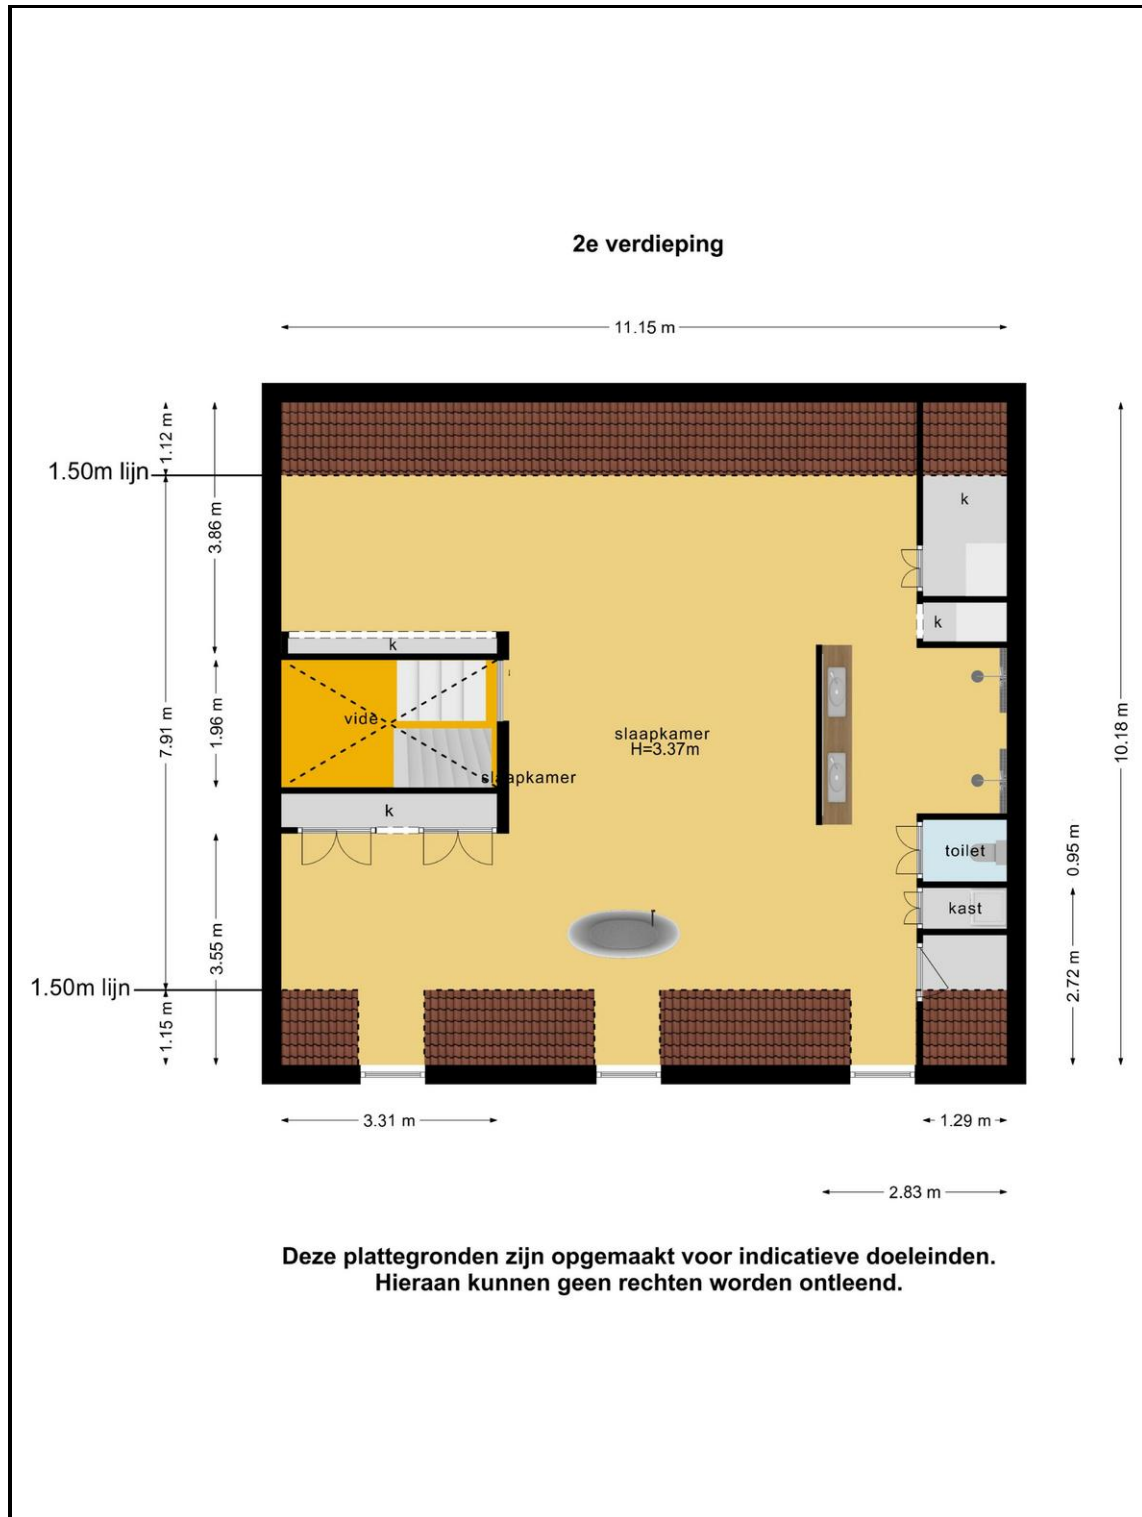 2e verdieping
11.15 m
1.12 m
1.50m lijn
3.86 m
k
k
k
1.96 m
vide
7.91 m
slaapkamer
H=3.37m
slaapkamer
10.18 m
k
toilet
0.95 m
kast
3.55 m
2.72 m
1.50m lijn
1.15 m
3.31 m
1.29 m
2.83 m
Deze plattegronden zijn opgemaakt voor indicatieve doeleinden.
Hieraan kunnen geen rechten worden ontleend.